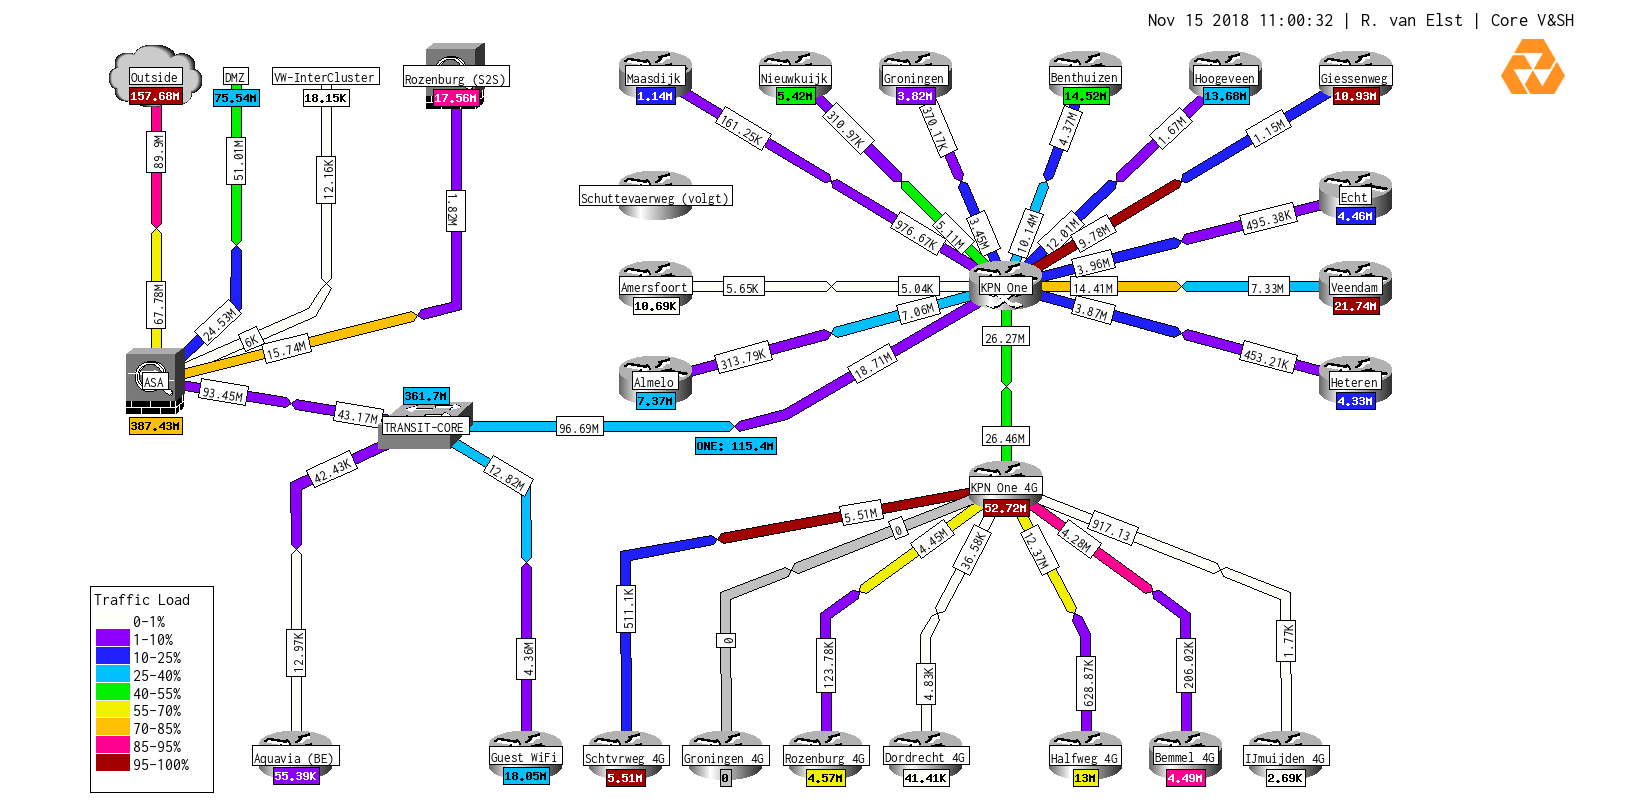 Nov 15 2018 11:00:32 | R. van Elst | Core V&SH
Outside
157.68M
DMZ
75.54M
VW-InterCluster
18.15K
Rozenburg (S2S)
17.56M
Maasdijk
1.14M
Nieuwkuijk
5.42M
Groningen
3.82M
Benthuizen
14.52M
Hoogeveen
13.68M
Giessenweg
10.93M
89.9M
51.01M
12.16K
1.82M
161.25K
310.97K
370.17K
4.37M
1.67M
1.15M
Schuttevaerweg (volgt)
Echt
4.46M
495.38K
976.67K
5.11M
3.45M
10.14M
12.01M
9.78M
3.96M
67.78M
24.53M
6K
15.74M
Amersfoort
10.69K
5.65K
5.04K
KPN One
14.41M
7.33M
Veendam
21.74M
7.06M
3.87M
313.79K
18.71M
26.27M
453.21K
Almelo
7.37M
Heteren
4.33M
ASA
387.43M
93.45M
43.17M
361.7M
TRANSIT-CORE
96.69M
ONE: 115.4M
26.46M
42.43K
12.82M
KPN One 4G
52.72M
5.51M
0
4.45M
36.58K
12.37M
4.28M
917.13
511.1K
0
123.78K
4.83K
628.87K
206.02K
1.77K
12.97K
4.36M
Traffic Load
0-1%
1-10%
10-25%
25-40%
40-55%
55-70%
70-85%
85-95%
95-100%
Aquavia (BE)
55.39K
Guest WiFi
18.05M
Schtvrweg 4G
5.51M
Groningen 4G
0
Rozenburg 4G
4.57M
Dordrecht 4G
41.41K
Halfweg 4G
13M
Bemmel 4G
4.49M
IJmuijden 4G
2.69K